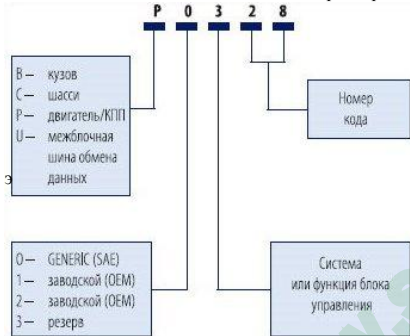 P 0 3 2 8
B — кузов
C — шасси
P — двигатель/КПП
U — межблочная
шина обмена
данных
э
Номер
кода
0 — GENERIC (SAE)
1 — заводской (OEM)
2 — заводской (OEM)
3 — резерв
Система
или функция блока
управления